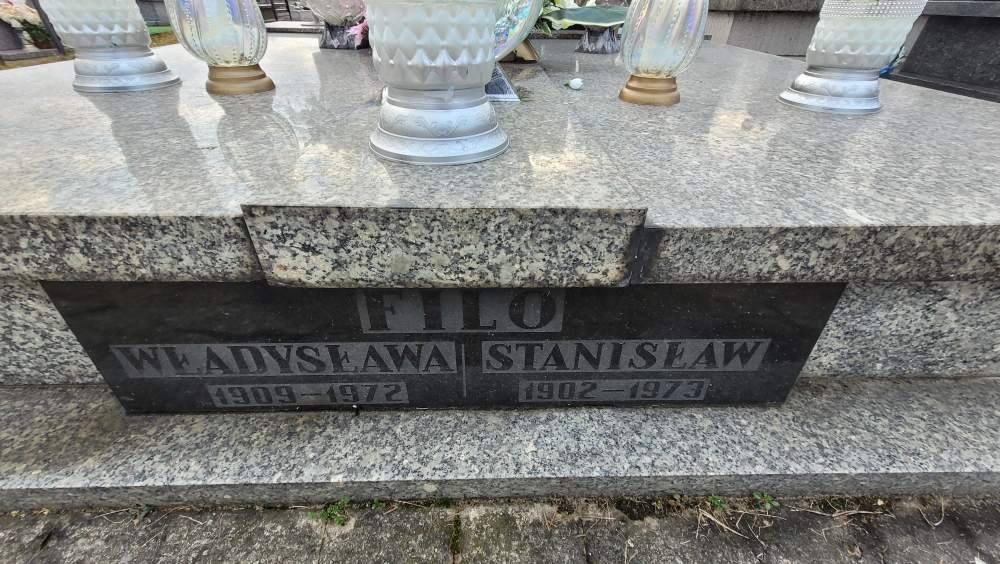 FILO
WŁADYSŁAWA STANISŁAW
1909-1972 1902-1973